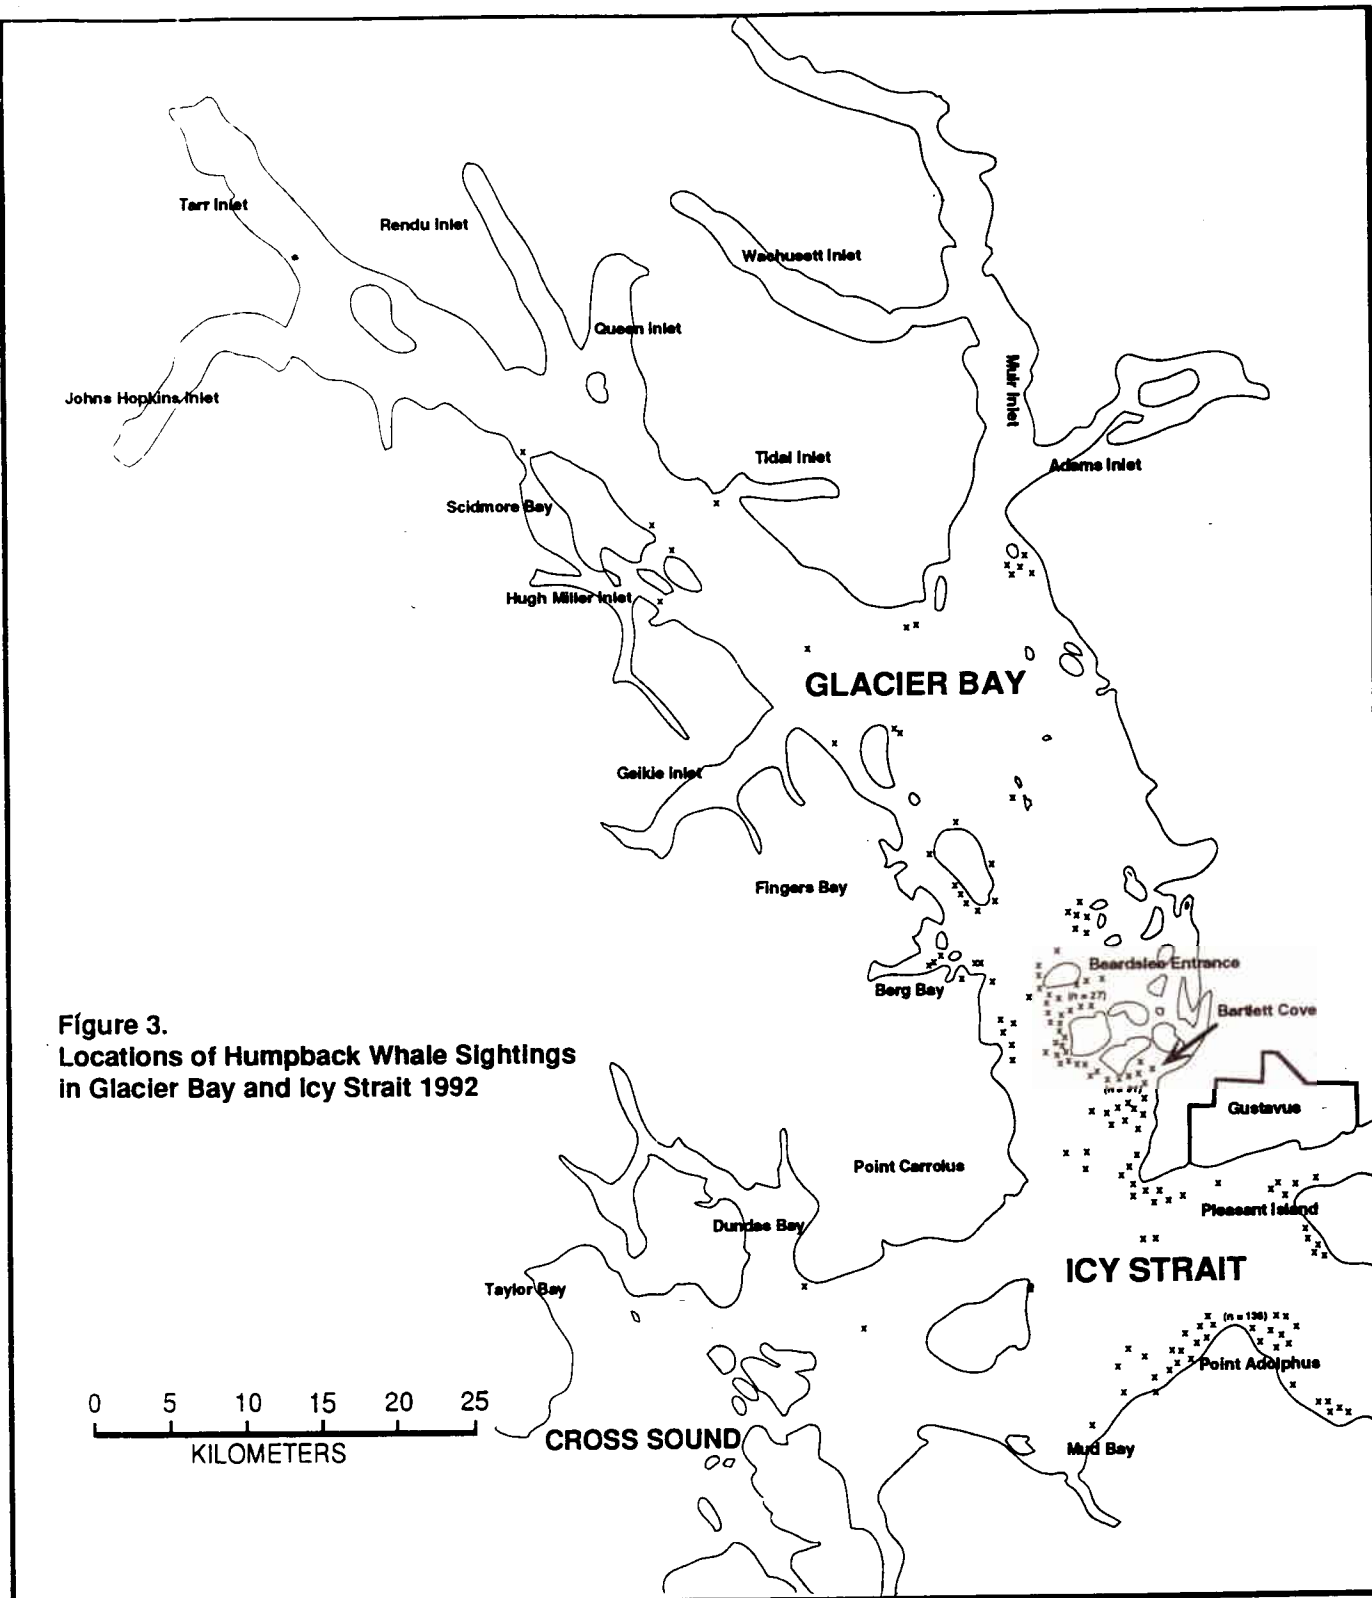 Tarr Inlet
Rendu Inlet
Wachusett Inlet
Queen Inlet
Muir Inlet
Johns Hopkins Inlet
Tidal Inlet
Adams Inlet
Scidmore Bay
Hugh Miller Inlet
GLACIER BAY
Geikie Inlet
Fingers Bay
Beardslee Entrance
(n = 27)
Berg Bay
Bartlett Cove
Figure 3.
Locations of Humpback Whale Sightings
in Glacier Bay and Icy Strait 1992
Gustavus
Point Carrolus
Pleasant Island
Dundas Bay
ICY STRAIT
Taylor Bay
(n = 136)
Point Adolphus
0 5 10 15 20 25
KILOMETERS
CROSS SOUND
Mud Bay